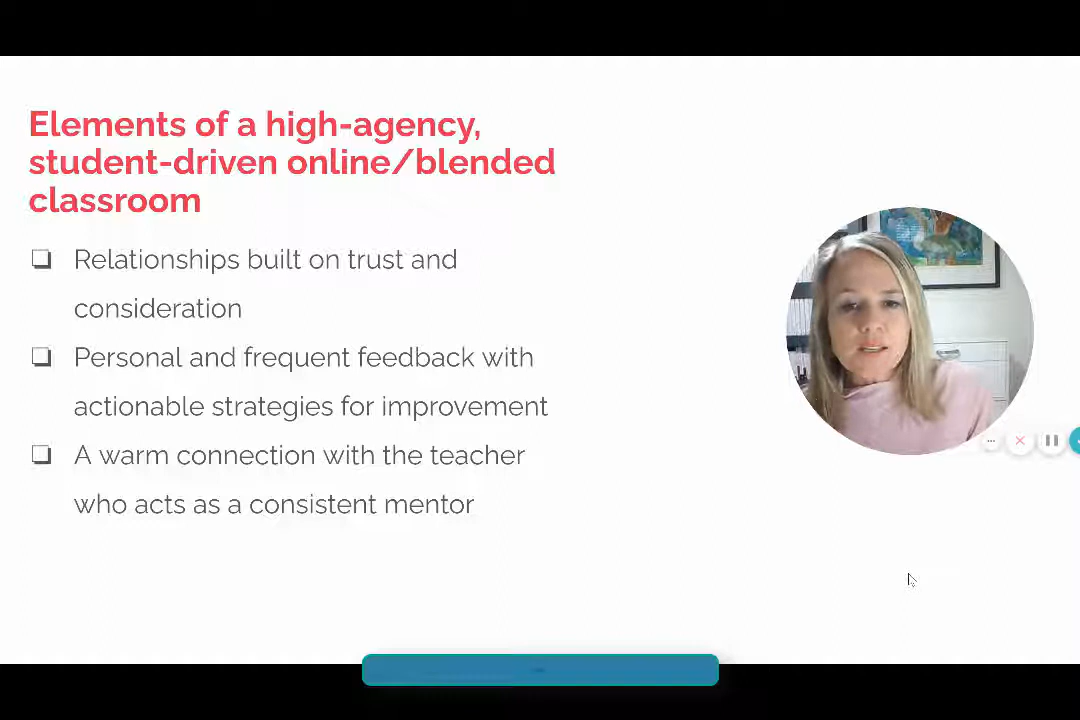 Elements of a high-agency,
student-driven online/blended
classroom
Relationships built on trust and
consideration
Personal and frequent feedback with
actionable strategies for improvement
A warm connection with the teacher
who acts as a consistent mentor